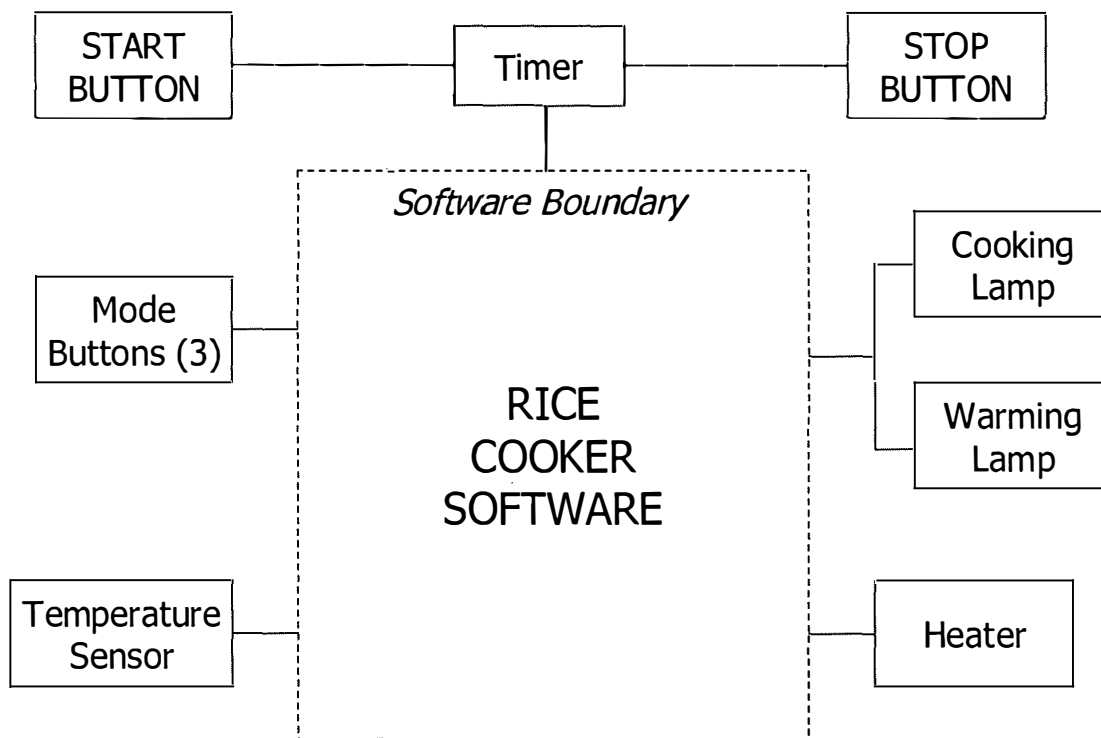 START
BUTTON
Timer
STOP
BUTTON
Software Boundary
Cooking
Lamp
Mode
Buttons (3)
RICE
COOKER
SOFTWARE
Warming
Lamp
Temperature
Sensor
Heater